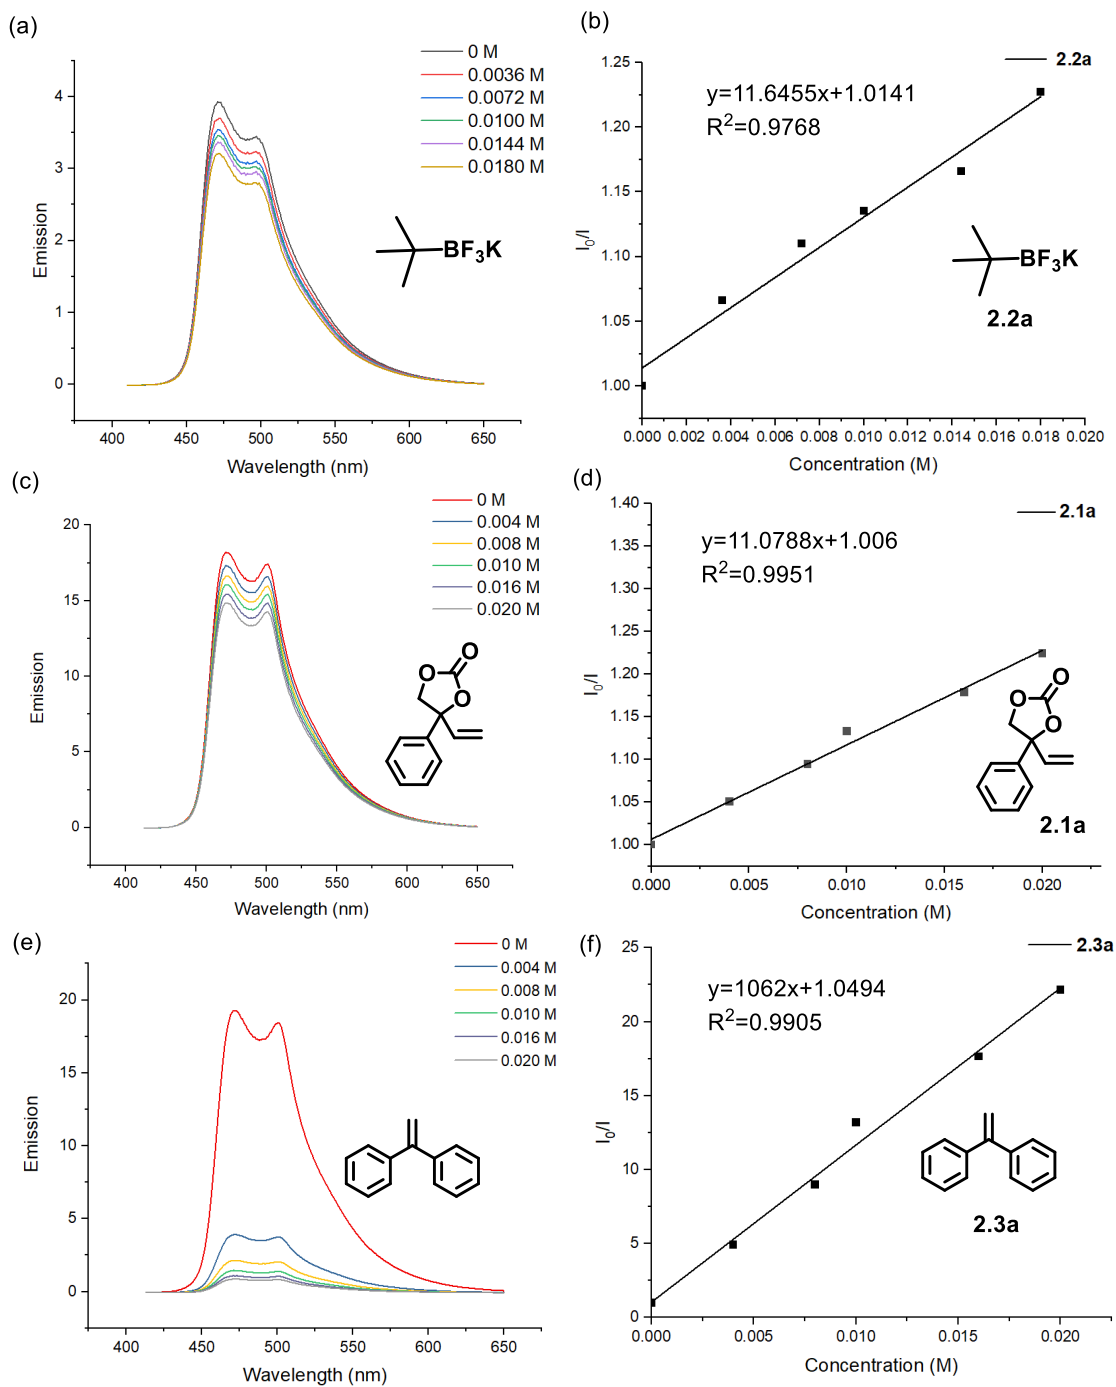 (a)
0 M
0.0036 M
0.0072 M
0.0100 M
0.0144 M
0.0180 M
4
3
2
1
0
Emission
BF3K
400 450 500 550 600 650
Wavelength (nm)
(b)
2.2a
y=11.6455x+1.0141
R²=0.9768
1.25
1.20
1.15
1.10
1.05
1.00
I0/I
BF3K
2.2a
0.000 0.002 0.004 0.006 0.008 0.010 0.012 0.014 0.016 0.018 0.020
Concentration (M)
(c)
0 M
0.004 M
0.008 M
0.010 M
0.016 M
0.020 M
20
15
10
5
0
Emission
O
O
O
400 450 500 550 600 650
Wavelength (nm)
(d)
2.1a
y=11.0788x+1.006
R²=0.9951
1.40
1.35
1.30
1.25
1.20
1.15
1.10
1.05
1.00
I0/I
O
O
O
2.1a
0.000 0.005 0.010 0.015 0.020
Concentration (M)
(e)
0 M
0.004 M
0.008 M
0.010 M
0.016 M
0.020 M
20
15
10
5
0
Emission
400 450 500 550 600 650
Wavelength (nm)
(f)
2.3a
y=1062x+1.0494
R²=0.9905
25
20
15
10
5
0
I0/I
2.3a
0.000 0.005 0.010 0.015 0.020
Concentration (M)